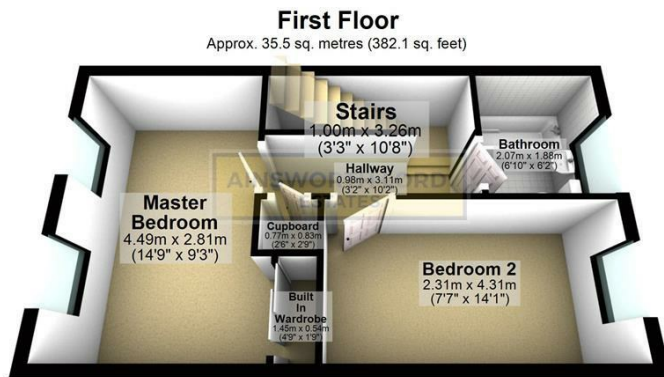 First Floor
Approx. 35.5 sq. metres (382.1 sq. feet)
Stairs
1.00m x 3.26m
(3'3" x 10'8")
Bathroom
2.07m x 1.88m
(6'10" x 6'2")
Hallway
0.98m x 3.11m
(3'2" x 10'2")
Master
Bedroom
4.49m x 2.81m
(14'9" x 9'3")
Cupboard
0.77m x 0.83m
(2'6" x 2'9")
Bedroom 2
2.31m x 4.31m
(7'7" x 14'1")
Built
In
Wardrobe
1.45m x 0.54m
(4'9" x 1'9")
ESTATES